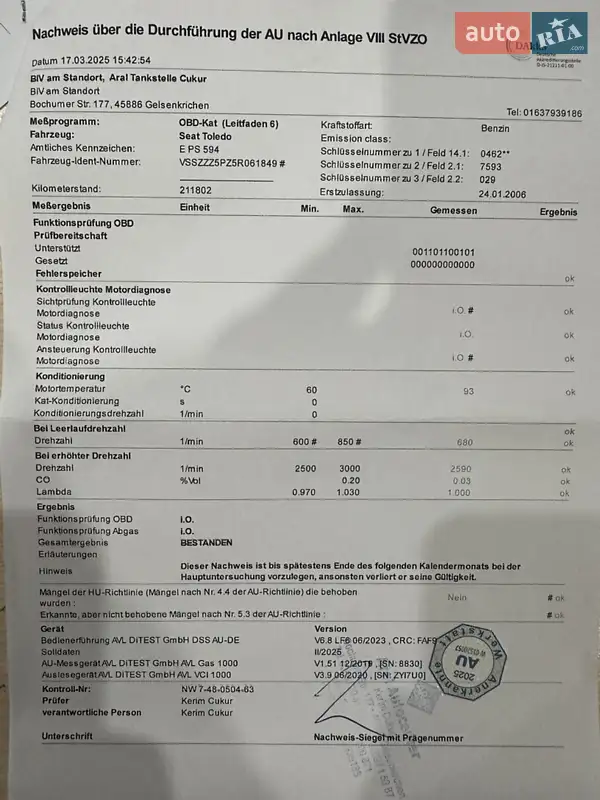 auto RIA .com
Nachweis über die Durchführung der AU nach Anlage VIII StVZO
Datum 17.03.2025 15:42:54
BIV am Standort, Aral Tankstelle Cukur
BIV am Standort
Bochumer Str. 177, 45886 Gelsenkirchen
Tel: 01637939186
Meßprogramm: OBD-Kat (Leitfaden 6) Kraftstoffart: Benzin
Fahrzeug: Seat Toledo Emission class:
Amtliches Kennzeichen: E PS 594 Schlüsselnummer zu 1 / Feld 14.1: 0462**
Fahrzeug-Ident-Nummer: VSSZZZ5PZ5R061849 # Schlüsselnummer zu 2 / Feld 2.1: 7593
Schlüsselnummer zu 3 / Feld 2.2: 029
Kilometerstand: 211802 Erstzulassung: 24.01.2006
Meßergebnis Einheit Min. Max. Gemessen Ergebnis
Funktionsprüfung OBD
Prüfbereitschaft
Unterstützt 001101100101
Gesetzt 000000000000
Fehlerspeicher ok
Kontrollleuchte Motordiagnose
Sichtprüfung Kontrollleuchte
Motordiagnose i.O. # ok
Status Kontrollleuchte
Motordiagnose i.O. ok
Ansteuerung Kontrollleuchte
Motordiagnose i.O # ok
Konditionierung
Motortemperatur °C 60 93 ok
Kat-Konditionierung s 0
Konditionierungsdrehzahl 1/min 0
Bei Leerlaufdrehzahl ok
Drehzahl 1/min 600 # 850 # 680 ok
Bei erhöhter Drehzahl
Drehzahl 1/min 2500 3000 2590 ok
CO %Vol 0.20 0.03 ok
Lambda 0.970 1.030 1.000 ok
Ergebnis
Funktionsprüfung OBD i.O.
Funktionsprüfung Abgas i.O.
Gesamtergebnis BESTANDEN
Erläuterungen
Hinweis Dieser Nachweis ist bis spätestens Ende des folgenden Kalendermonats bei der
Hauptuntersuchung vorzulegen, ansonsten verliert er seine Gültigkeit.
Mängel der HU-Richtlinie (Mängel nach Nr. 4.4 der AU-Richtlinie) die behoben
wurden : Nein # ok
Erkannte, aber nicht behobene Mängel nach Nr. 5.3 der AU-Richtlinie : # ok
Gerät Version
Bedienerführung AVL DiTEST GmbH DSS AU-DE V6.8 LF6 06/2023 , CRC: FAF9
Solldaten II/2025
AU-Messgerät AVL DiTEST GmbH AVL Gas 1000 V1.51 12/2015 , [SN: 8830]
Auslesegerät AVL DiTEST GmbH AVL VCI 1000 V3.9 06/2020 , [SN: ZYI7U0]
Anerkannte Werkstatt
AU
2025
Kontroll-Nr: NW 7-48-0504-63
Prüfer Kerim Cukur
verantwortliche Person Kerim Cukur
Unterschrift Nachweis-Siegel mit Prägenummer